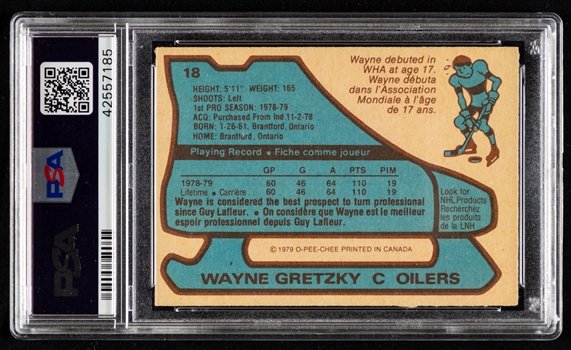 42557185
PSA
PSA
18
HEIGHT: 5'11" WEIGHT: 165
SHOOTS: Left
1st PRO SEASON: 1978-79
ACQ: Purchased From Ind.11-2-78
BORN: 1-26-61, Brantford, Ontario
HOME: Brantford, Ontario
Wayne debuted in
WHA at age 17.
Wayne débuta
dans l'Association
Mondiale à l'âge
de 17 ans.
Playing Record • Fiche comme joueur
GP G A PTS PIM
1978-79 60 46 64 110 19
Lifetime • Carrière 60 46 64 110 19
Wayne is considered the best prospect to turn professional
since Guy Lafleur. • On considère que Wayne est le meilleur
espoir professionnel depuis Guy Lafleur.
Look for
NHL Products
Recherchez
les produits
de la LNH
© 1979 O-PEE-CHEE PRINTED IN CANADA
WAYNE GRETZKY C OILERS